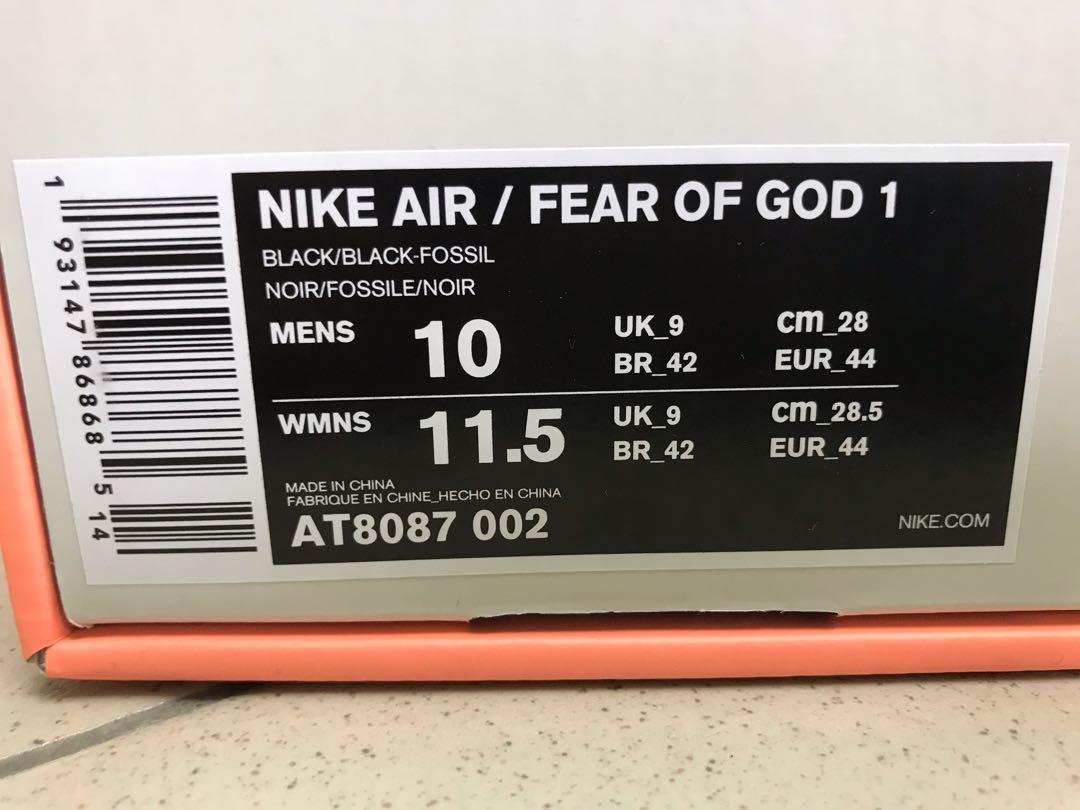 NIKE AIR / FEAR OF GOD 1
BLACK/BLACK-FOSSIL
NOIR/FOSSILE/NOIR
MENS 10 UK_9 cm_28
BR_42 EUR_44
WMNS 11.5 UK_9 cm_28.5
BR_42 EUR_44
MADE IN CHINA
FABRIQUE EN CHINE_HECHO EN CHINA
AT8087 002
NIKE.COM
1 93147 86868 5 14